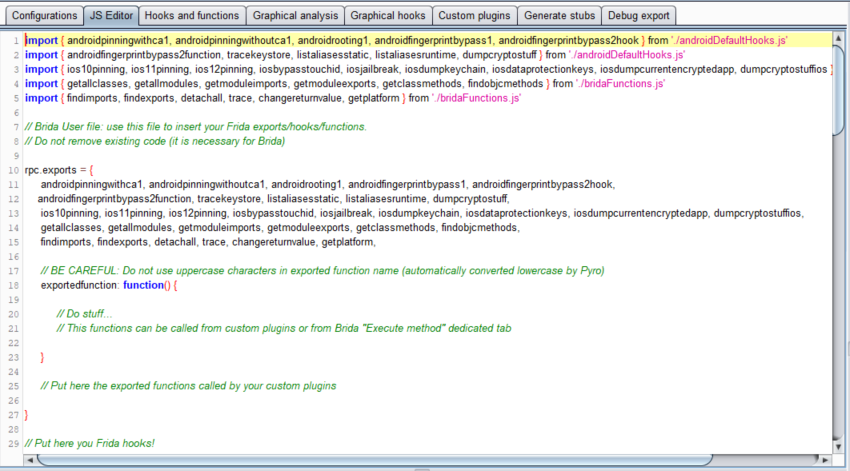 Configurations JS Editor Hooks and functions Graphical analysis Graphical hooks Custom plugins Generate stubs Debug export
1 import { androidpinningwithca1, androidpinningwithoutca1, androidrooting1, androidfingerprintbypass1, androidfingerprintbypass2hook } from './androidDefaultHooks.js'
2 import { androidfingerprintbypass2function, tracekeystore, listaliasesstatic, listaliasesruntime, dumpcryptostuff } from './androidDefaultHooks.js'
3 import { ios10pinning, ios11pinning, ios12pinning, iosbypasstouchid, iosjailbreak, iosdumpkeychain, iosdataprotectionkeys, iosdumpcurrentencryptedapp, dumpcryptostuffios }
4 import { getallclasses, getallmodules, getmoduleimports, getmoduleexports, getclassmethods, findobjcmethods } from './bridaFunctions.js'
5 import { findimports, findexports, detachall, trace, changereturnvalue, getplatform } from './bridaFunctions.js'
6
7 // Brida User file: use this file to insert your Frida exports/hooks/functions.
8 // Do not remove existing code (it is necessary for Brida)
9
10 rpc.exports = {
11 androidpinningwithca1, androidpinningwithoutca1, androidrooting1, androidfingerprintbypass1, androidfingerprintbypass2hook,
12 androidfingerprintbypass2function, tracekeystore, listaliasesstatic, listaliasesruntime, dumpcryptostuff,
13 ios10pinning, ios11pinning, ios12pinning, iosbypasstouchid, iosjailbreak, iosdumpkeychain, iosdataprotectionkeys, iosdumpcurrentencryptedapp, dumpcryptostuffios,
14 getallclasses, getallmodules, getmoduleimports, getmoduleexports, getclassmethods, findobjcmethods,
15 findimports, findexports, detachall, trace, changereturnvalue, getplatform,
16
17 // BE CAREFUL: Do not use uppercase characters in exported function name (automatically converted lowercase by Pyro)
18 exportedfunction: function() {
19
20 // Do stuff...
21 // This functions can be called from custom plugins or from Brida "Execute method" dedicated tab
22
23 }
24
25 // Put here the exported functions called by your custom plugins
26
27 }
28
29 // Put here you Frida hooks!